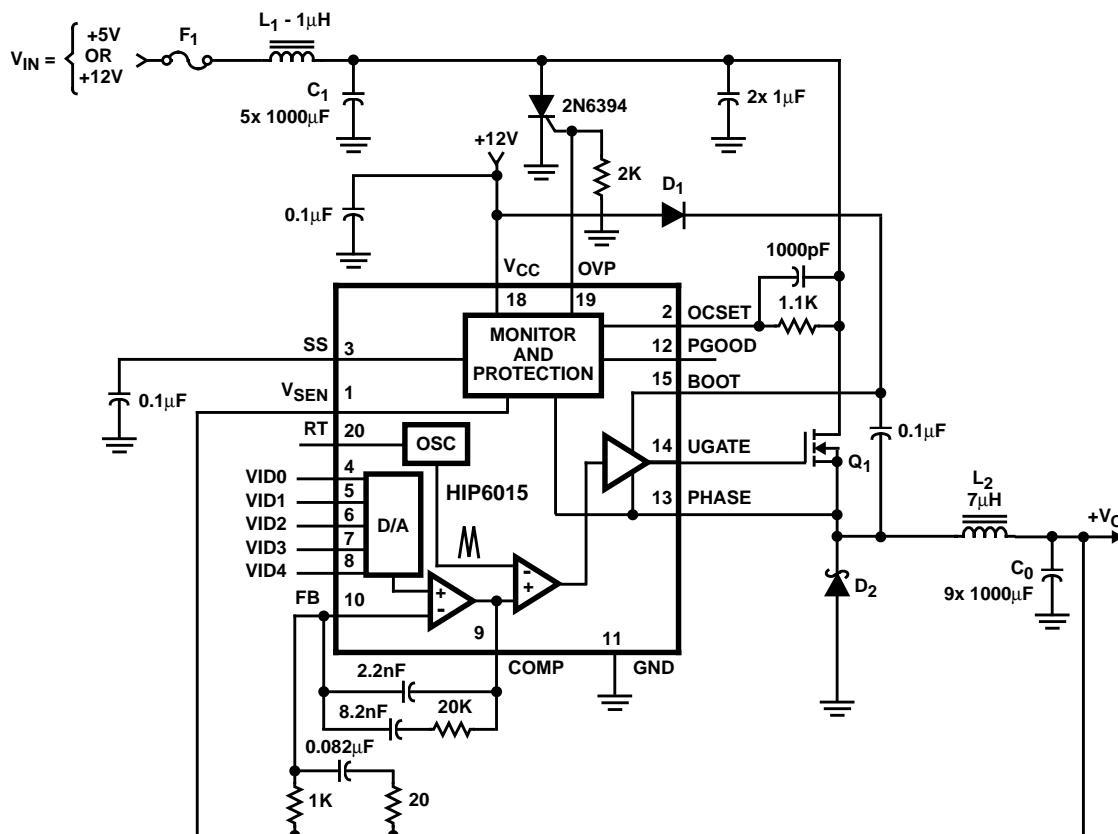 L1 - 1μH
F1
VIN =
+5V
OR
+12V
C1
5x 1000μF
2N6394
2x 1μF
+12V
2K
0.1μF
D1
1000pF
VCC
OVP
18
19
2
OCSET
1.1K
MONITOR
AND
PROTECTION
SS
3
12
PGOOD
15
BOOT
0.1μF
VSEN
1
0.1μF
RT
20
OSC
14
UGATE
Q1
VID0
4
HIP6015
13
PHASE
L2
7μH
VID1
5
VID2
6
D/A
+VO
VID3
7
VID4
8
+
-
-
+
D2
C0
9x 1000μF
FB
10
9
11
COMP
GND
2.2nF
8.2nF
20K
0.082μF
1K
20